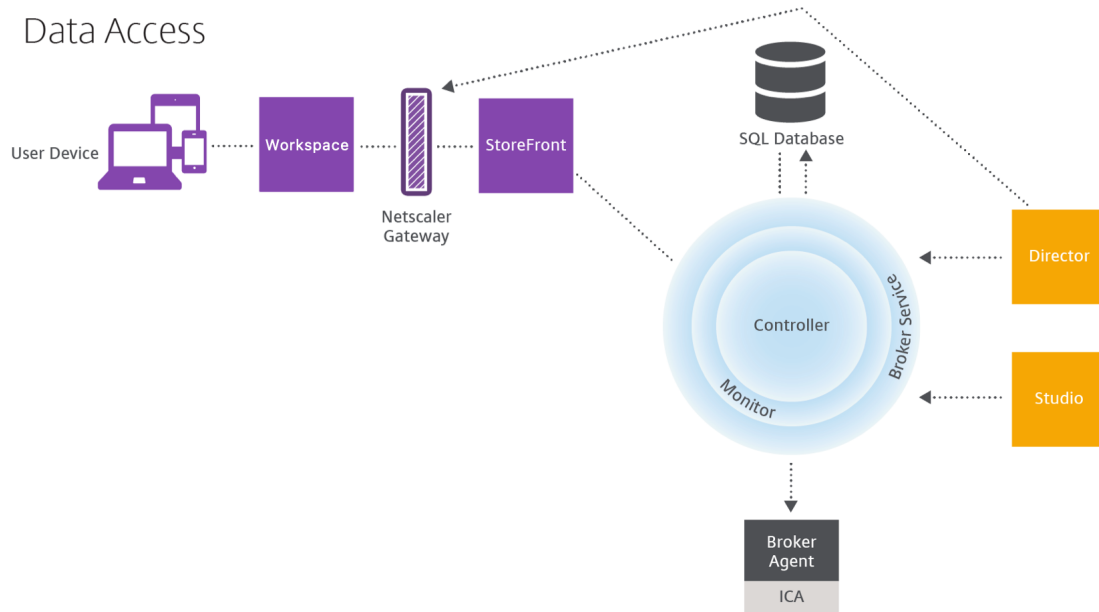 Data Access
User Device
Workspace
Netscaler
Gateway
StoreFront
SQL Database
Director
Controller
Monitor
Broker Service
Studio
Broker
Agent
ICA